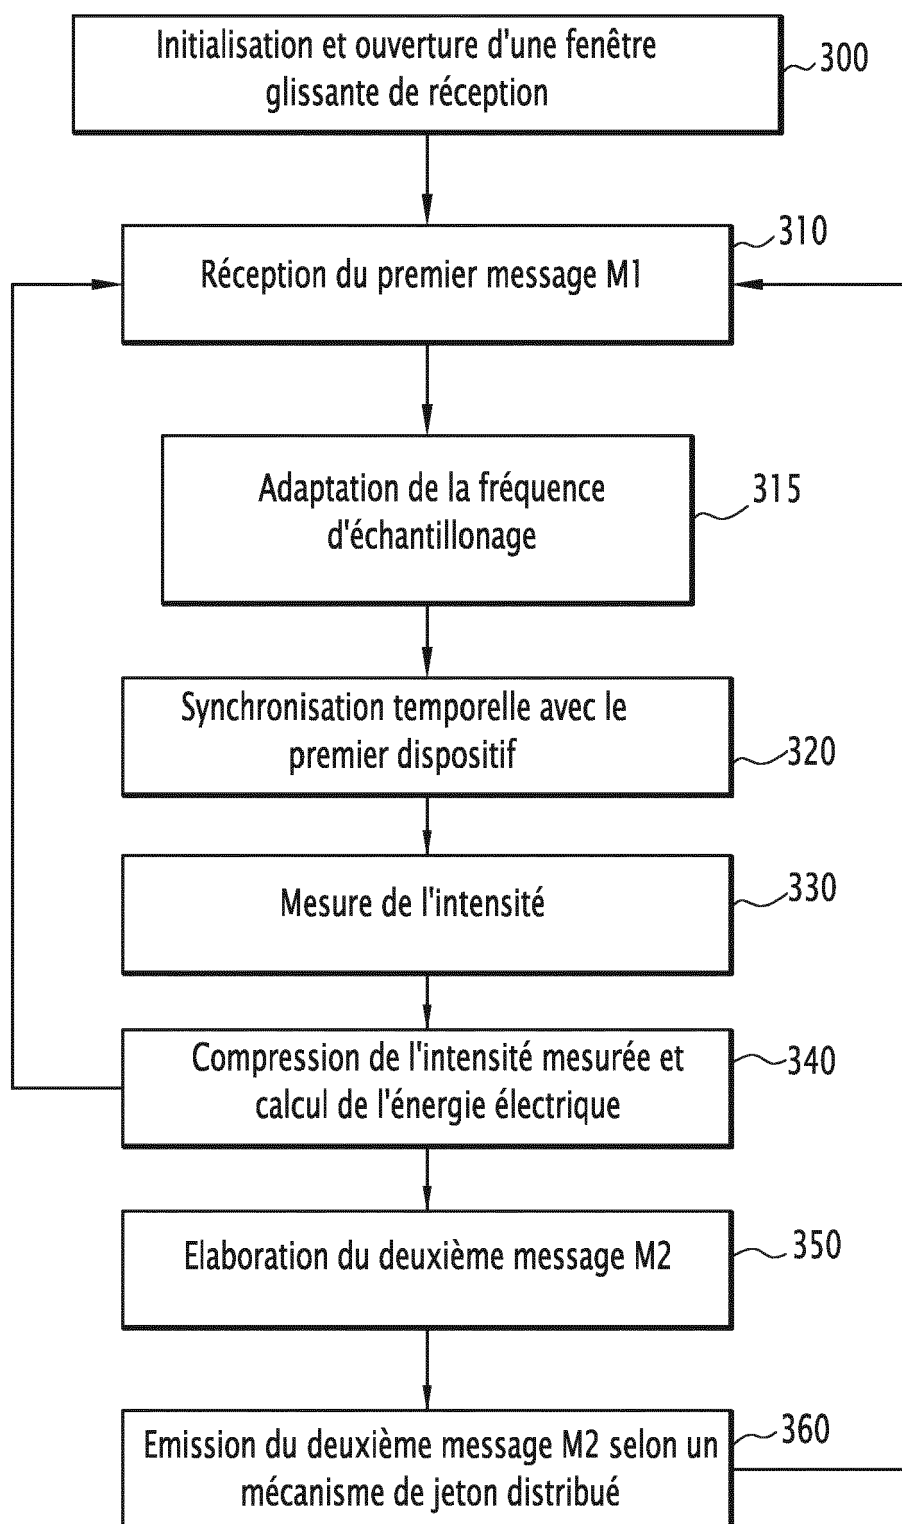 Initialisation et ouverture d'une fenêtre
glissante de réception
300
310
Réception du premier message M1
Adaptation de la fréquence
d'échantillonage
315
Synchronisation temporelle avec le
premier dispositif
320
Mesure de l'intensité
330
Compression de l'intensité mesurée et
calcul de l'énergie électrique
340
Elaboration du deuxième message M2
350
Emission du deuxième message M2 selon un
mécanisme de jeton distribué
360